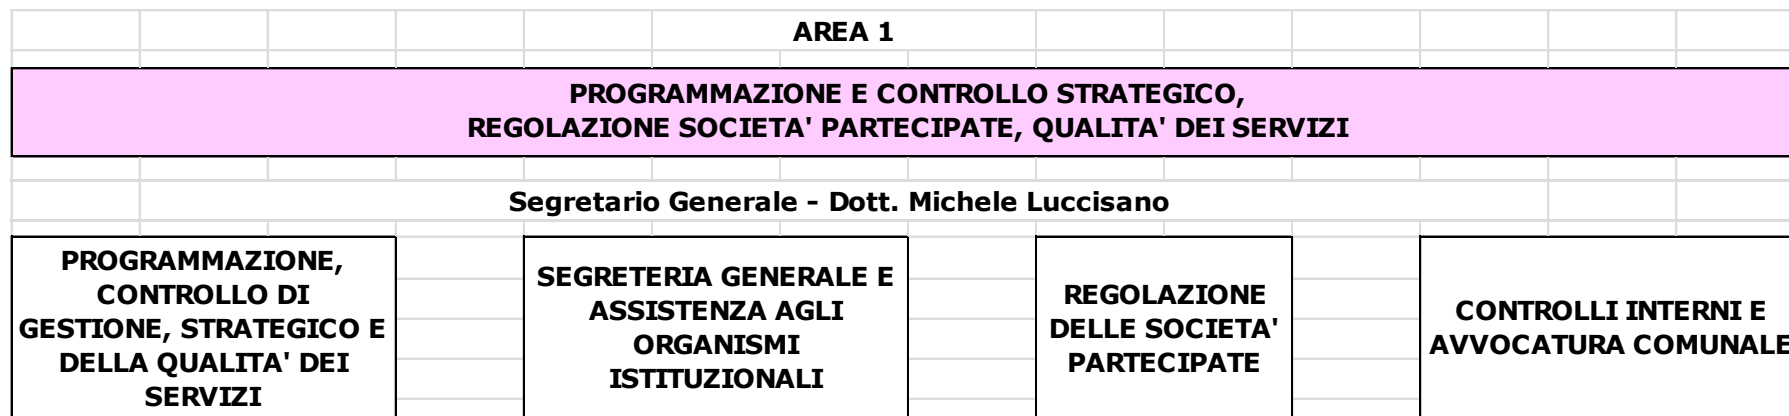 AREA 1
PROGRAMMAZIONE E CONTROLLO STRATEGICO,
REGOLAZIONE SOCIETA' PARTECIPATE, QUALITA' DEI SERVIZI
Segretario Generale - Dott. Michele Luccisano
PROGRAMMAZIONE,
CONTROLLO DI
GESTIONE, STRATEGICO E
DELLA QUALITA' DEI
SERVIZI
SEGRETERIA GENERALE E
ASSISTENZA AGLI
ORGANISMI
ISTITUZIONALI
REGOLAZIONE
DELLE SOCIETA'
PARTECIPATE
CONTROLLI INTERNI E
AVVOCATURA COMUNALE